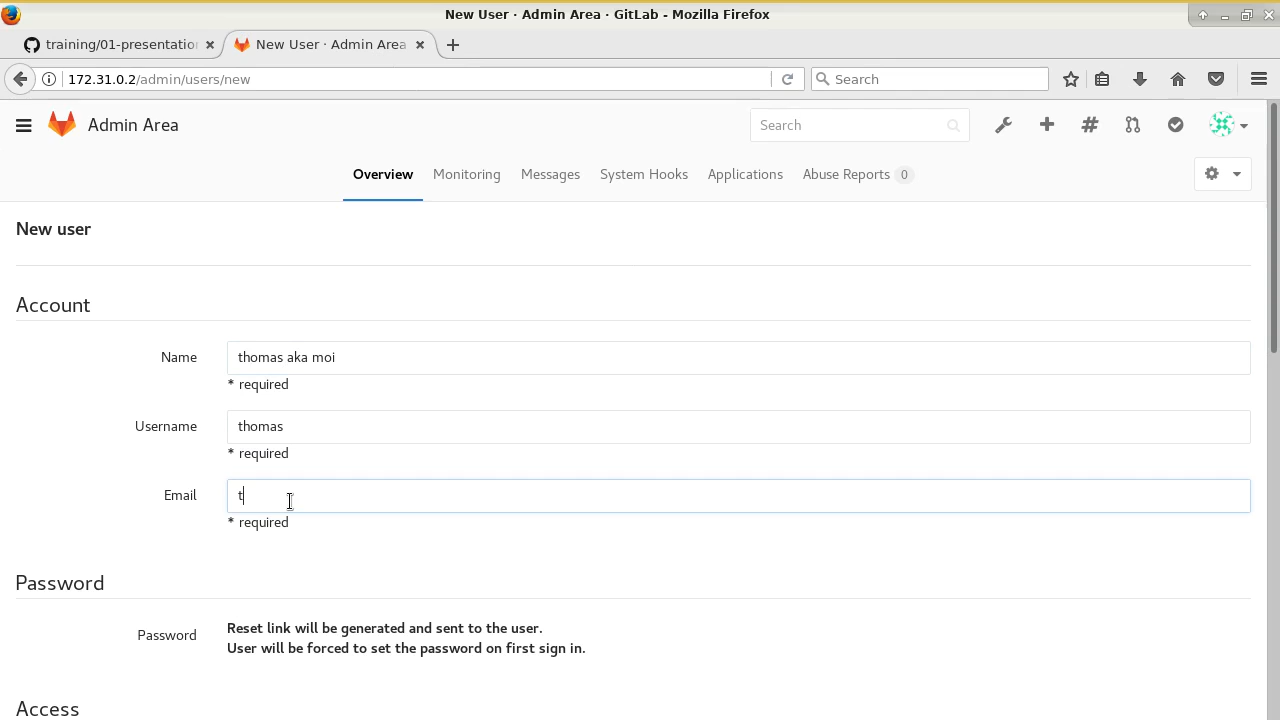 New User · Admin Area · GitLab - Mozilla Firefox
training/01-presentatio
New User · Admin Area
172.31.0.2/admin/users/new
Search
Admin Area
Search
Overview
Monitoring
Messages
System Hooks
Applications
Abuse Reports 0
New user
Account
Name
thomas aka moi
* required
Username
thomas
* required
Email
t
* required
Password
Password
Reset link will be generated and sent to the user.
User will be forced to set the password on first sign in.
Access